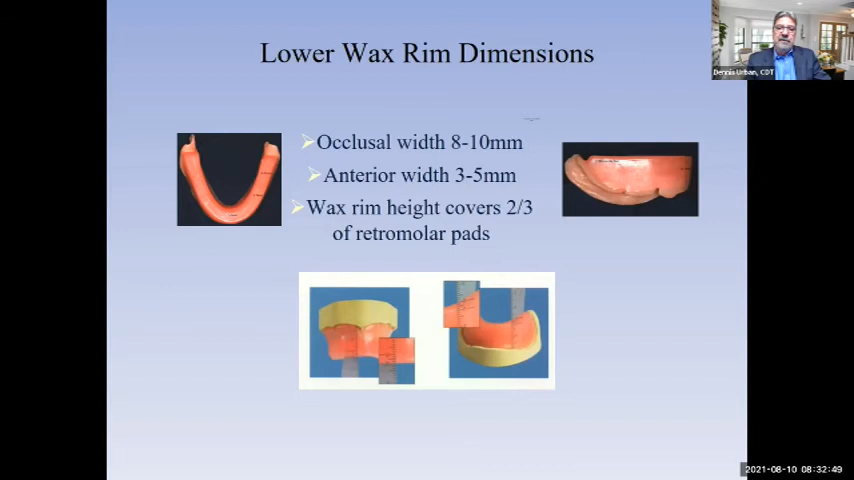 Lower Wax Rim Dimensions
Dennis Urban, CDT
Occlusal width 8-10mm
Anterior width 3-5mm
Wax rim height covers 2/3
of retromolar pads
2021-08-10 08:32:49